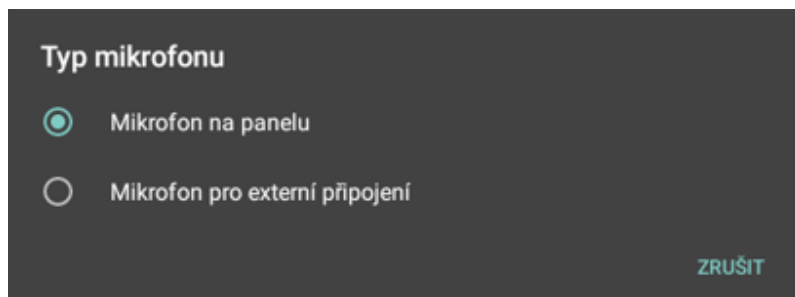 Typ mikrofonu
Mikrofon na panelu
Mikrofon pro externí připojení
ZRUŠIT